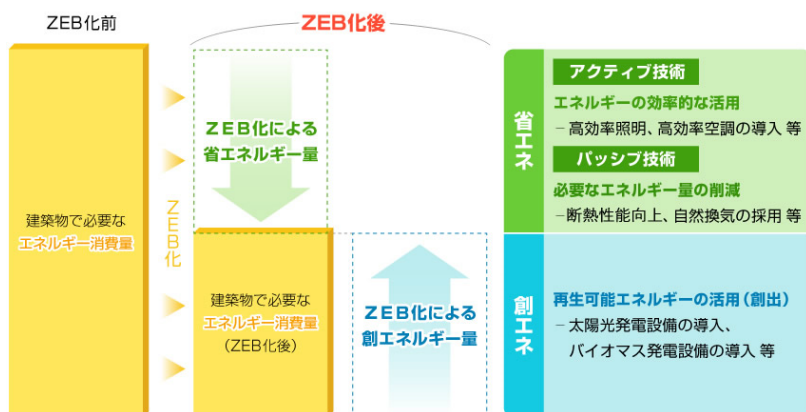 ZEB化前
ZEB化後
建築物で必要な
エネルギー消費量
ZEB化
ZEB化による
省エネルギー量
建築物で必要な
エネルギー消費量
(ZEB化後)
ZEB化による
創エネルギー量
省エネ
アクティブ技術
エネルギーの効率的な活用
－高効率照明、高効率空調の導入 等
パッシブ技術
必要なエネルギー量の削減
－断熱性能向上、自然換気の採用 等
創エネ
再生可能エネルギーの活用(創出)
－太陽光発電設備の導入、
バイオマス発電設備の導入 等